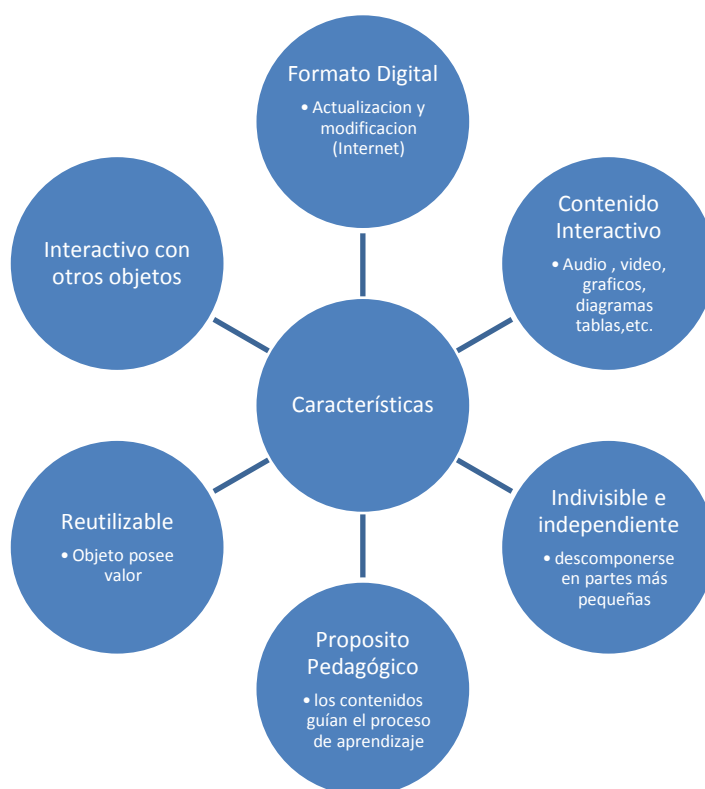 Formato Digital
• Actualizacion y
modificacion
(Internet)
Contenido
Interactivo
• Audio , video,
graficos,
diagramas
tablas,etc.
Indivisible e
independiente
• descomponerse
en partes más
pequeñas
Proposito
Pedagógico
• los contenidos
guían el proceso
de aprendizaje
Reutilizable
• Objeto posee
valor
Interactivo con
otros objetos
Características